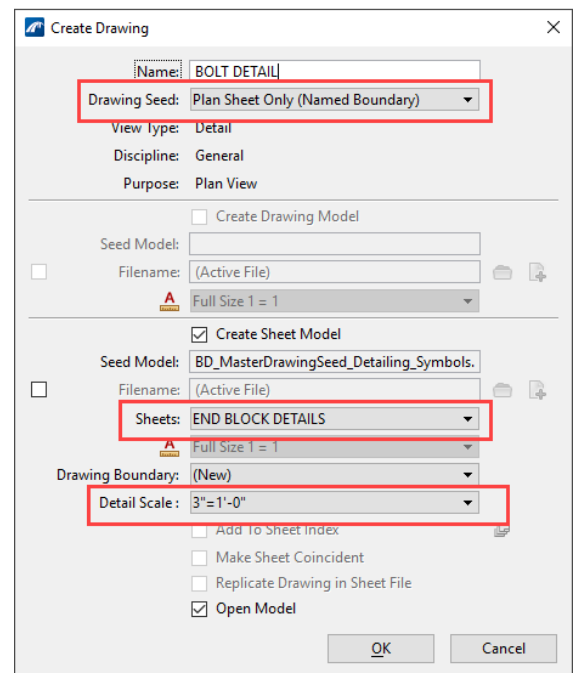 Create Drawing
Name: BOLT DETAIL
Drawing Seed: Plan Sheet Only (Named Boundary)
View Type: Detail
Discipline: General
Purpose: Plan View
Create Drawing Model
Seed Model:
Filename: (Active File)
A Full Size 1 = 1
Create Sheet Model
Seed Model: BD_MasterDrawingSeed_Detailing_Symbols.
Filename: (Active File)
Sheets: END BLOCK DETAILS
A Full Size 1 = 1
Drawing Boundary: (New)
Detail Scale : 3"=1'-0"
Add To Sheet Index
Make Sheet Coincident
Replicate Drawing in Sheet File
Open Model
OK Cancel